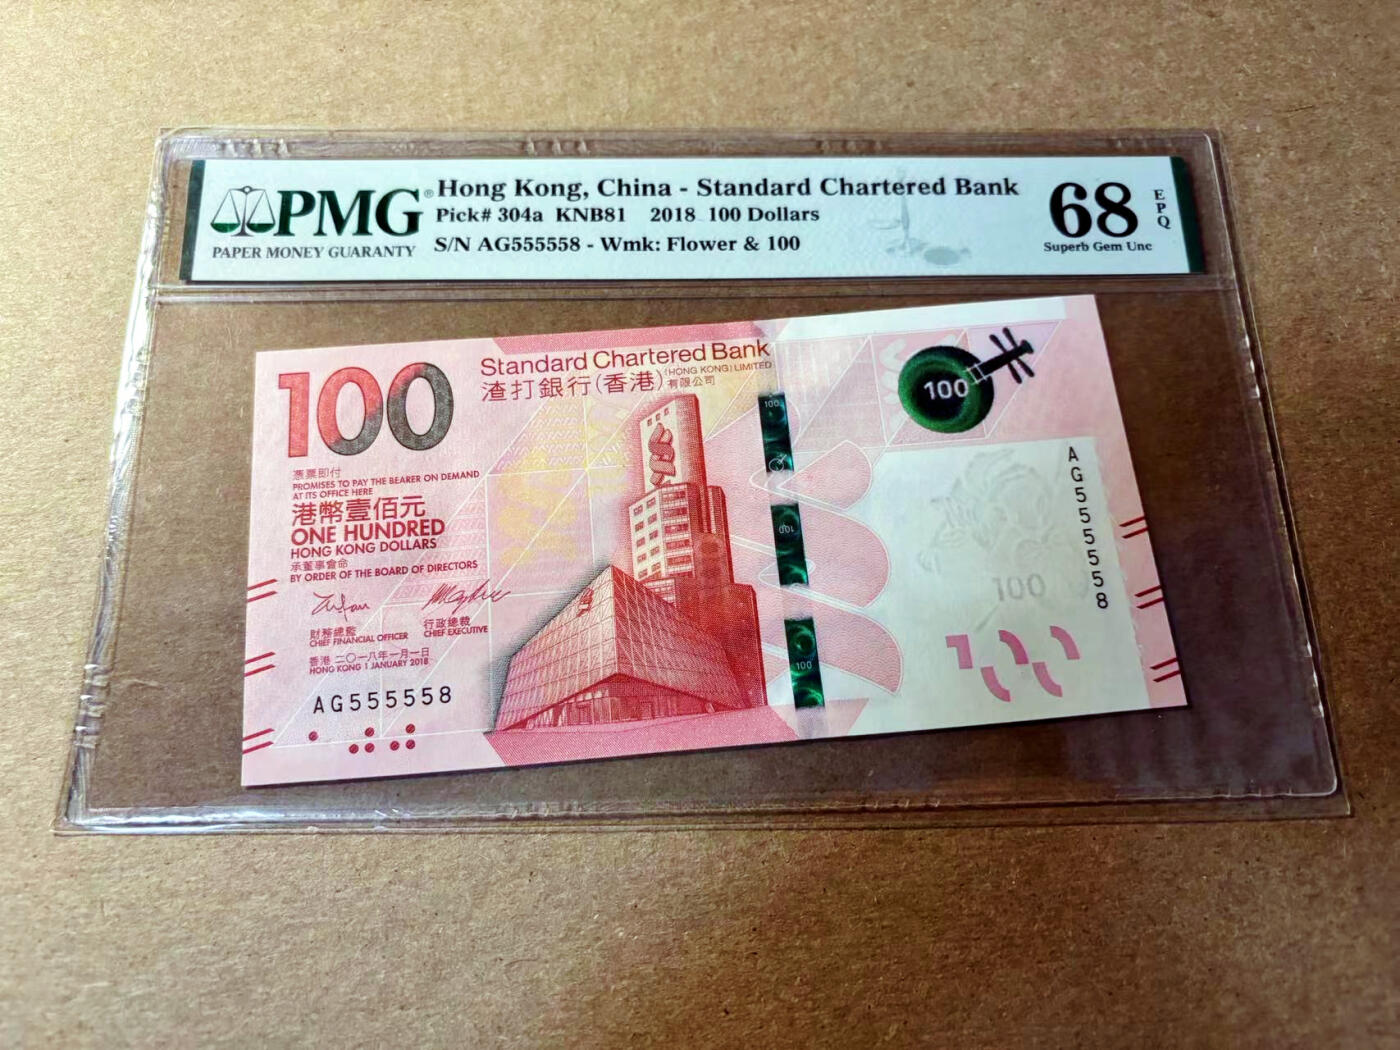 PMG®
PAPER MONEY GUARANTY
Hong Kong, China - Standard Chartered Bank
Pick# 304a KNB81 2018 100 Dollars
S/N AG555558 - Wmk: Flower & 100
68
EPQ
Superb Gem Unc
100
Standard Chartered Bank
(HONG KONG) LIMITED
渣打銀行(香港)有限公司
憑票即付
PROMISES TO PAY THE BEARER ON DEMAND
AT ITS OFFICE HERE
港幣壹佰元
ONE HUNDRED
HONG KONG DOLLARS
承董事會命
BY ORDER OF THE BOARD OF DIRECTORS
財務總監
CHIEF FINANCIAL OFFICER
行政總裁
CHIEF EXECUTIVE
香港 二〇一八年一月一日
HONG KONG 1 JANUARY 2018
AG555558
100
100
100
100
AG555558
100
100